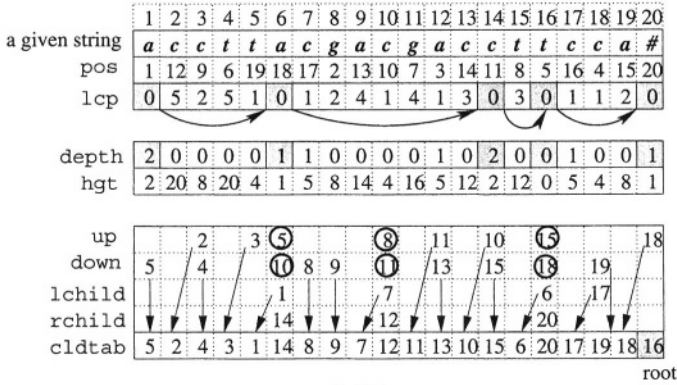 1 2 3 4 5 6 7 8 9 10 11 12 13 14 15 16 17 18 19 20
a given string a c c t t a c g a c g a c c t t c c a #
pos 1 12 9 6 19 18 17 2 13 10 7 3 14 11 8 5 16 4 15 20
lcp 0 5 2 5 1 0 1 2 4 1 4 1 3 0 3 0 1 1 2 0
depth 2 0 0 0 0 1 1 0 0 0 0 1 0 2 0 0 1 0 0 1
hgt 2 20 8 20 4 1 5 8 14 4 16 5 12 2 12 0 5 4 8 1
up 2 3 5 8 11 10 15 18
down 5 4 10 8 9 11 13 15 18 19
lchild 1 7 6 17
rchild 14 12 20
cldtab 5 2 4 3 1 14 8 9 7 12 11 13 10 15 6 20 17 19 18 16
root